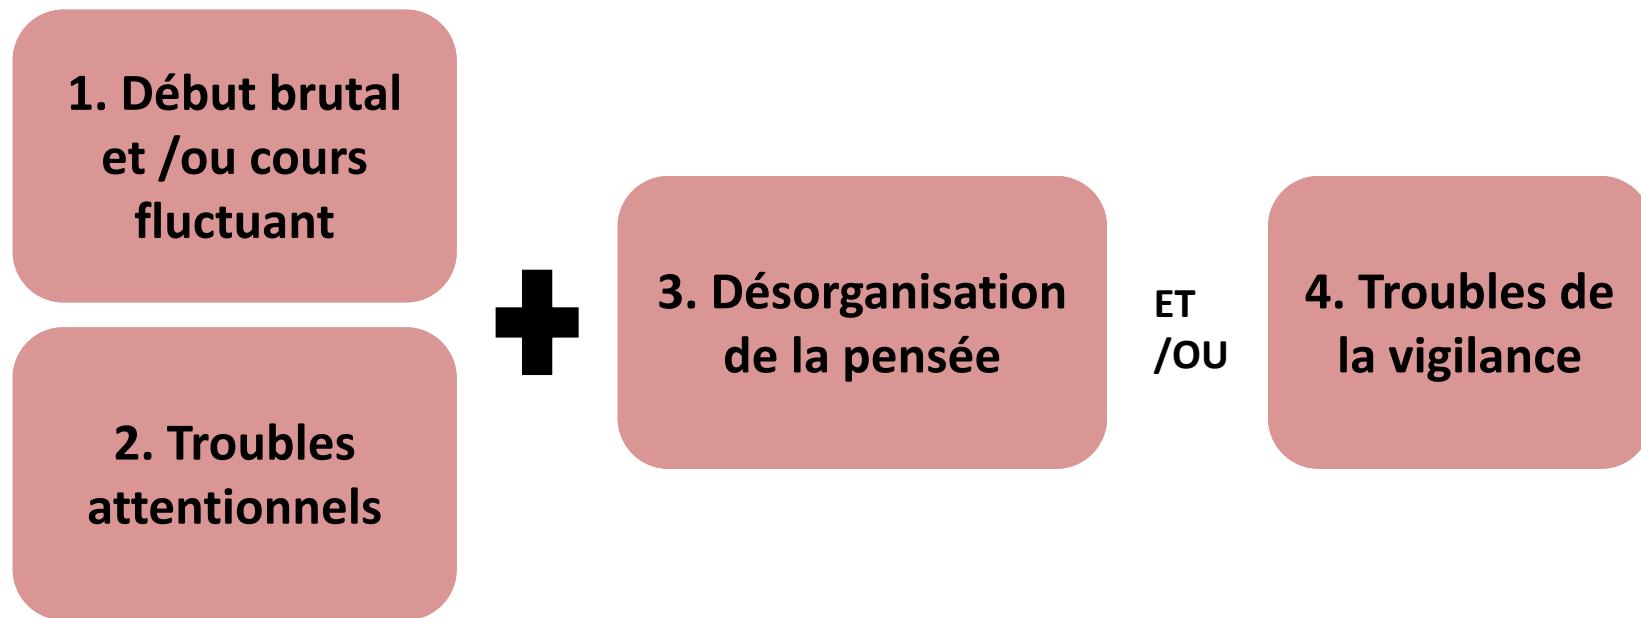 1. Début brutal
et /ou cours
fluctuant
2. Troubles
attentionnels
3. Désorganisation
de la pensée
ET
/OU
4. Troubles de
la vigilance